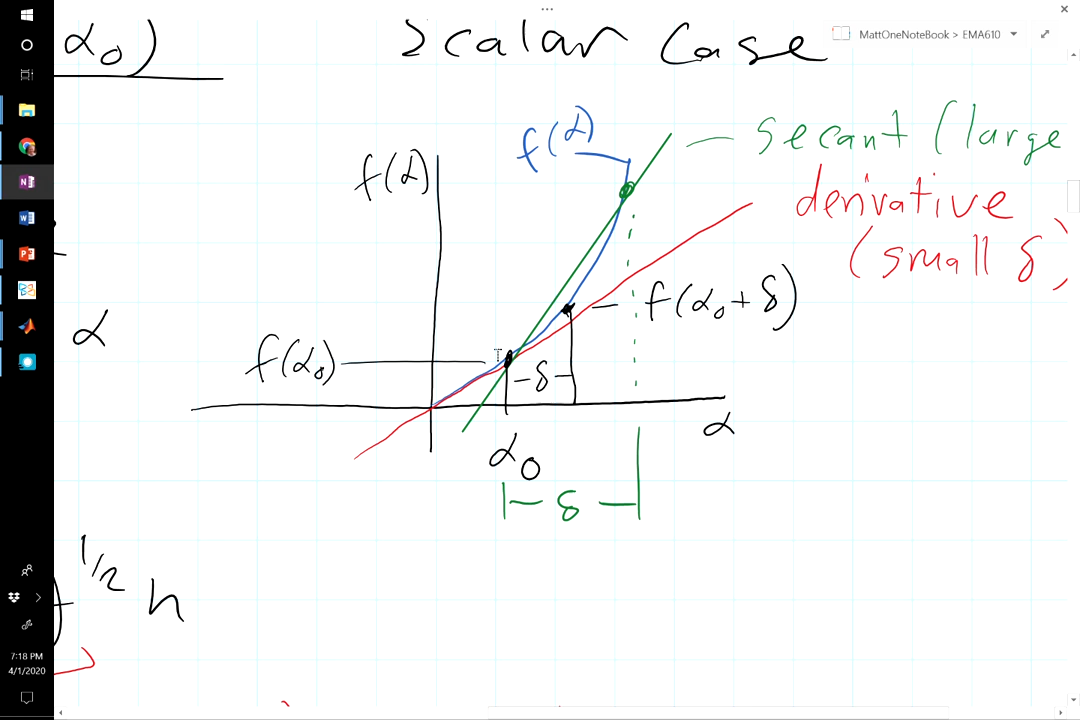 α₀)
Scalar Case
MattOneNoteBook > EMA610
f(α)
secant (large
f(α)
derivative
(small δ)
f(α₀ + δ)
α
f(α₀)
δ
α
α₀
δ
1/2
n
7:18 PM
4/1/2020